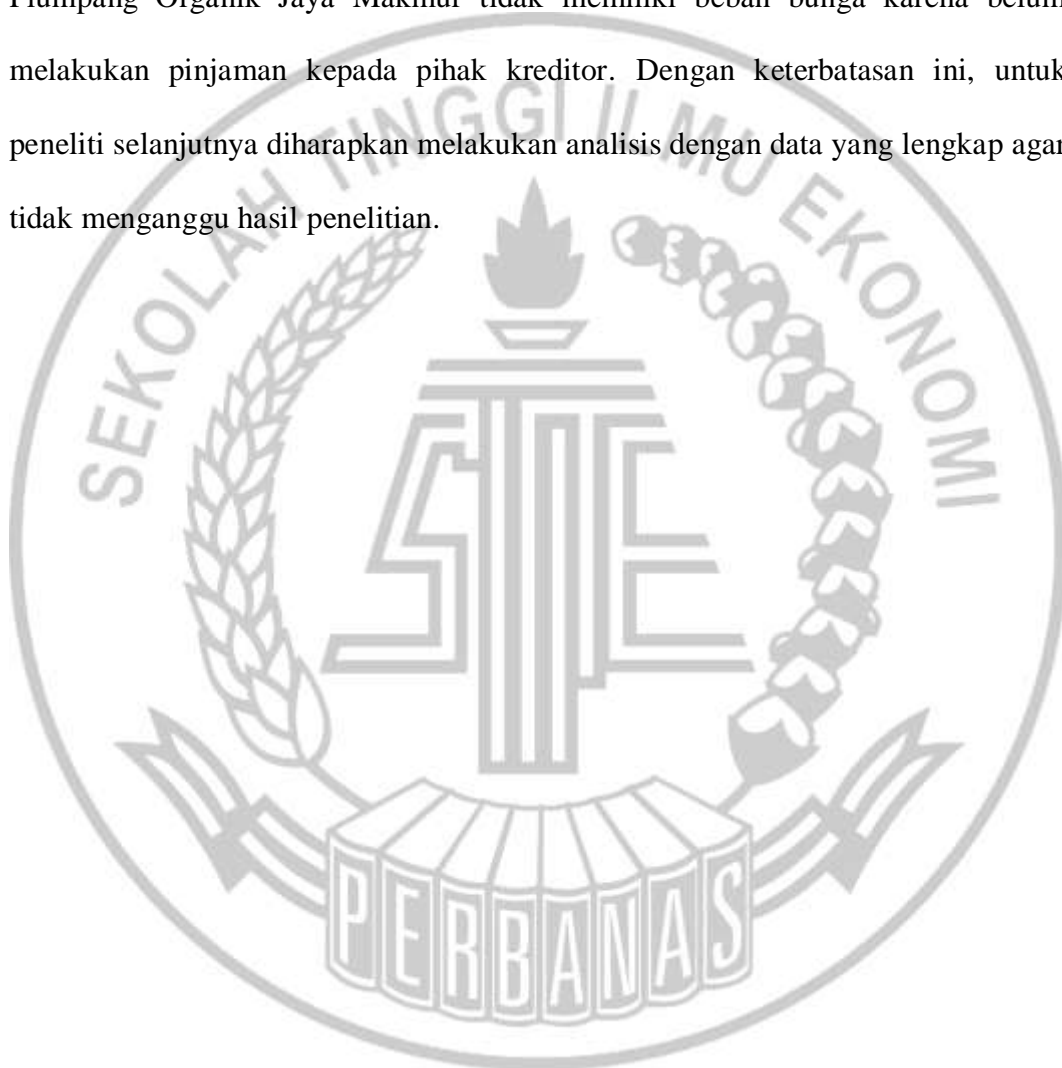 Plumpang Organik Jaya Makmur tidak memiliki beban bunga karena belum
melakukan pinjaman kepada pihak kreditor. Dengan keterbatasan ini, untuk
peneliti selanjutnya diharapkan melakukan analisis dengan data yang lengkap agar
tidak menganggu hasil penelitian.
SEKOLAH TINGGI ILMU EKONOMI
STIE
PERBANAS